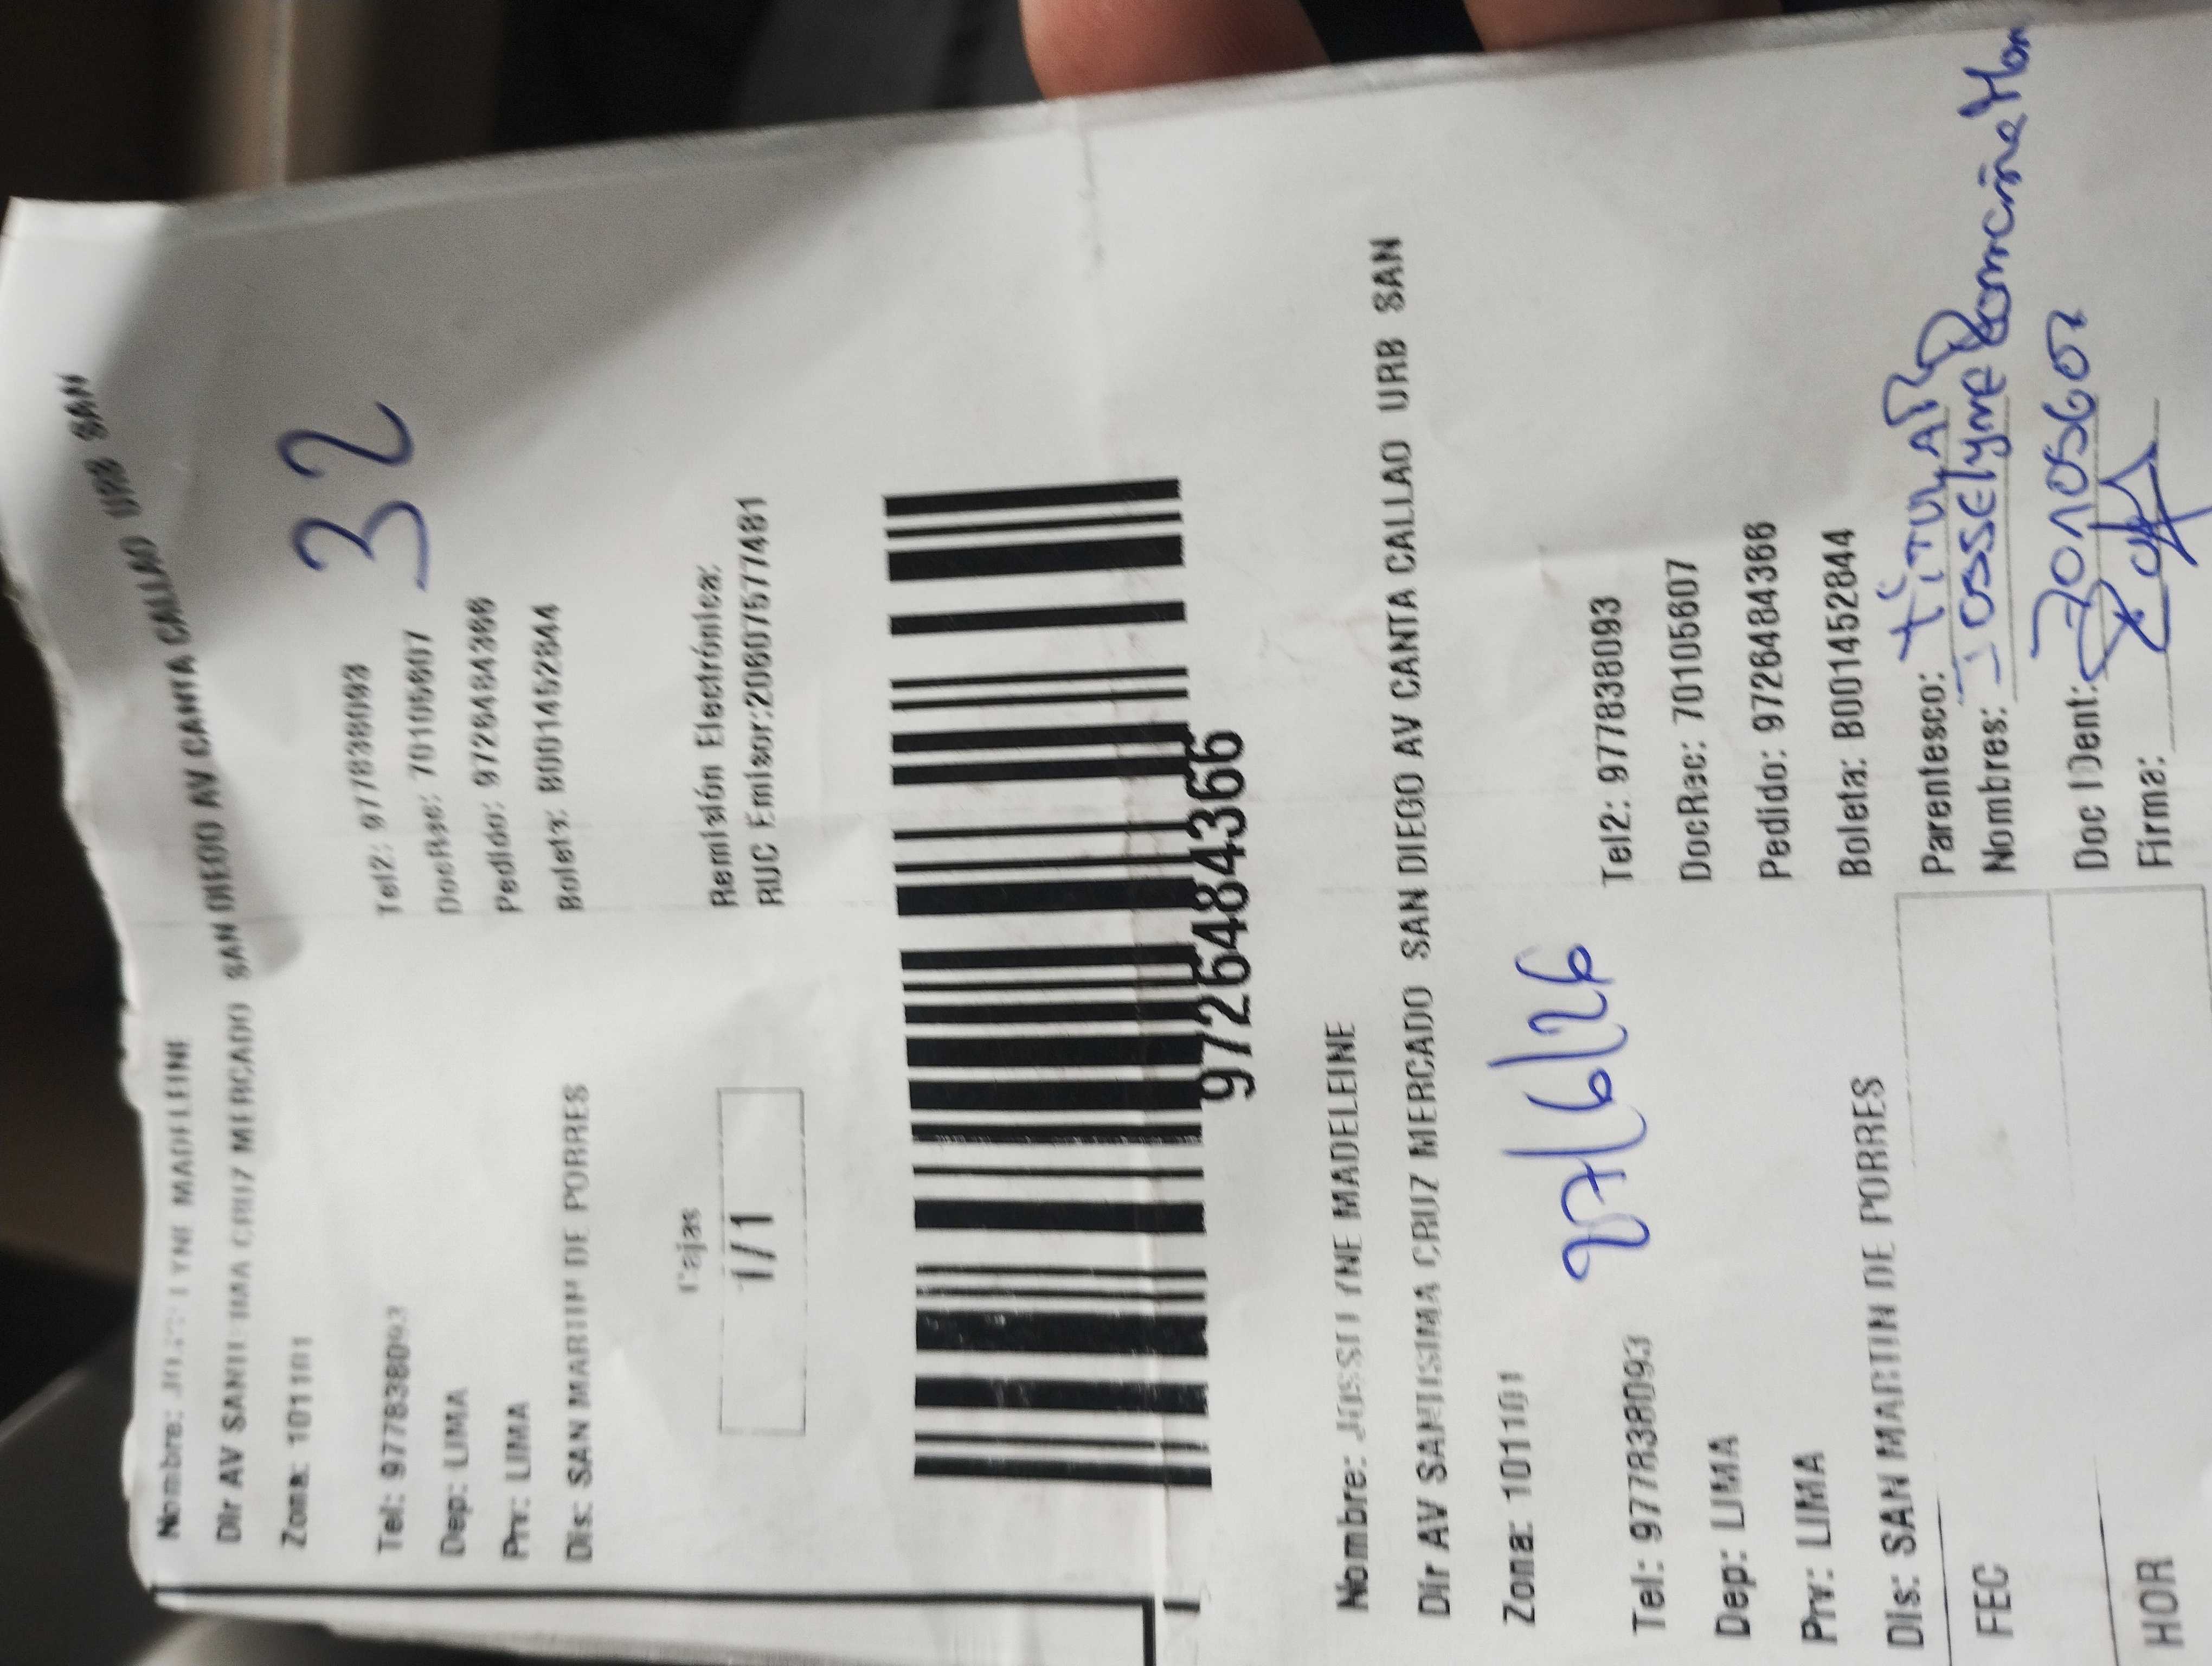 Nombre: JOSSELYNE MADELEINE
Dir AV SANTISIMA CRUZ MERCADO SAN DIEGO AV CANTA CALLAO URB SAN
Zona: 101101
32
Tel: 977838093 Tel2: 977838093
DocRec: 70105607
Dep: LIMA Pedido: 9726484366
Prv: LIMA Boleta: B001452844
Dis: SAN MARTIN DE PORRES
Cajas
1/1
Remisión Electrónica:
RUC Emisor:20607577481
9726484366
Nombre: JOSSELYNE MADELEINE
Dir AV SANTISIMA CRUZ MERCADO SAN DIEGO AV CANTA CALLAO URB SAN
Zona: 101101
27/6/26
Tel: 977838093 Tel2: 977838093
Dep: LIMA DocRec: 70105607
Prv: LIMA Pedido: 9726484366
Dis: SAN MARTIN DE PORRES Boleta: B001452844
FEC Parentesco: TITULAR
Nombres: Josselyne
HOR Doc Ident: 70105607
Firma: